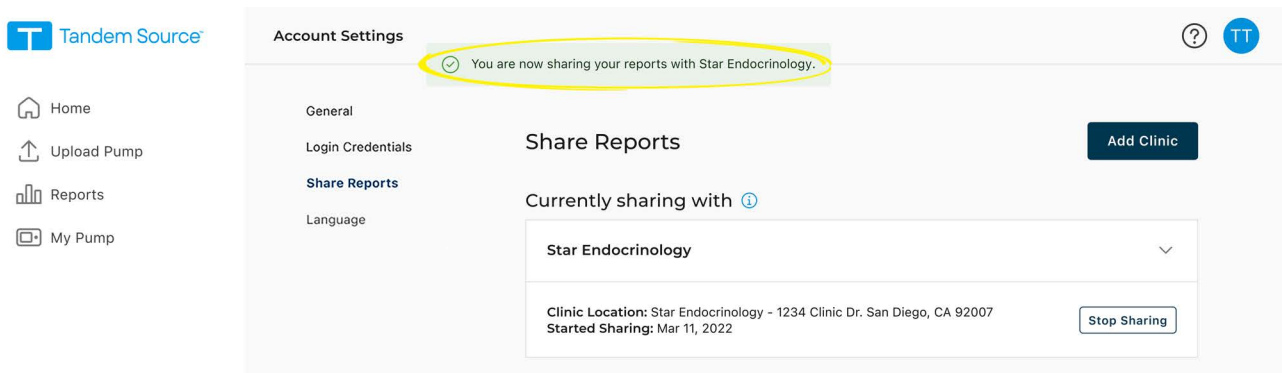 Tandem Source™
Home
Upload Pump
Reports
My Pump
Account Settings
TT
You are now sharing your reports with Star Endocrinology.
General
Login Credentials
Share Reports
Language
Share Reports
Add Clinic
Currently sharing with
Star Endocrinology
Clinic Location: Star Endocrinology - 1234 Clinic Dr. San Diego, CA 92007
Started Sharing: Mar 11, 2022
Stop Sharing